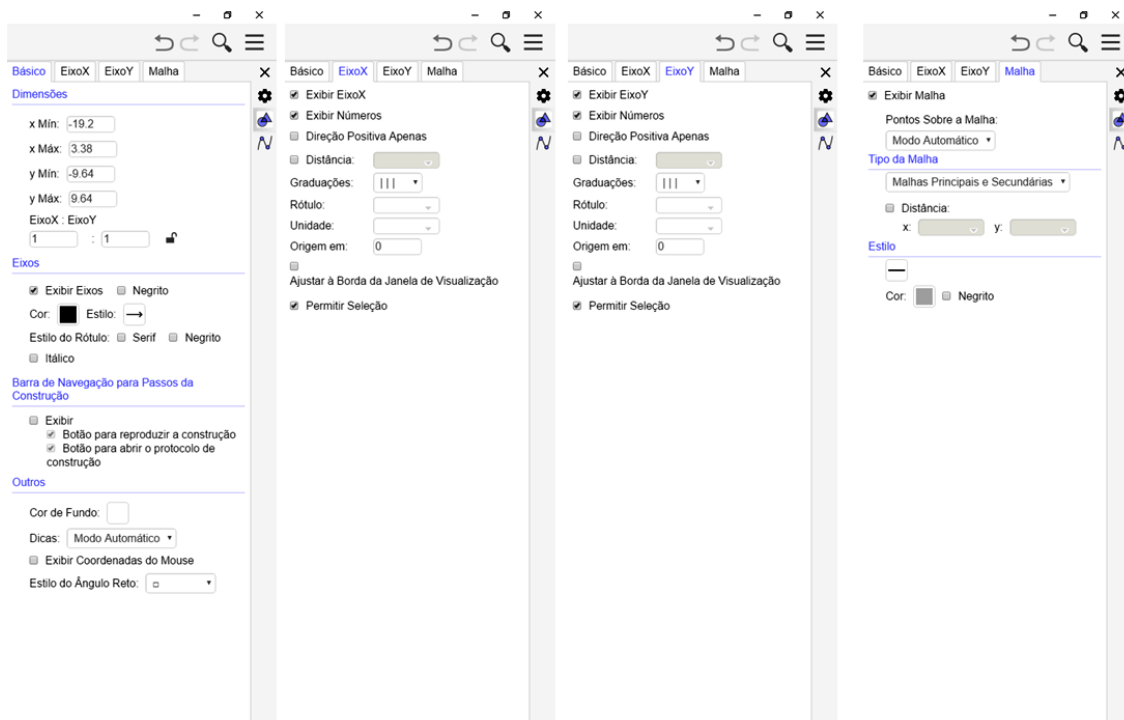 Básico EixoX EixoY Malha
Dimensões
x Mín: -19.2
x Máx: 3.38
y Mín: -9.64
y Máx: 9.64
EixoX : EixoY
1 : 1
Eixos
Exibir Eixos Negrito
Cor: Estilo:
Estilo do Rótulo: Serif Negrito
Itálico
Barra de Navegação para Passos da
Construção
Exibir
Botão para reproduzir a construção
Botão para abrir o protocolo de
construção
Outros
Cor de Fundo:
Dicas: Modo Automático
Exibir Coordenadas do Mouse
Estilo do Ângulo Reto:
Básico EixoX EixoY Malha
Exibir EixoX
Exibir Números
Direção Positiva Apenas
Distância:
Graduações:
Rótulo:
Unidade:
Origem em: 0
Ajustar à Borda da Janela de Visualização
Permitir Seleção
Básico EixoX EixoY Malha
Exibir EixoY
Exibir Números
Direção Positiva Apenas
Distância:
Graduações:
Rótulo:
Unidade:
Origem em: 0
Ajustar à Borda da Janela de Visualização
Permitir Seleção
Básico EixoX EixoY Malha
Exibir Malha
Pontos Sobre a Malha:
Modo Automático
Tipo da Malha
Malhas Principais e Secundárias
Distância:
x: y:
Estilo
Cor: Negrito